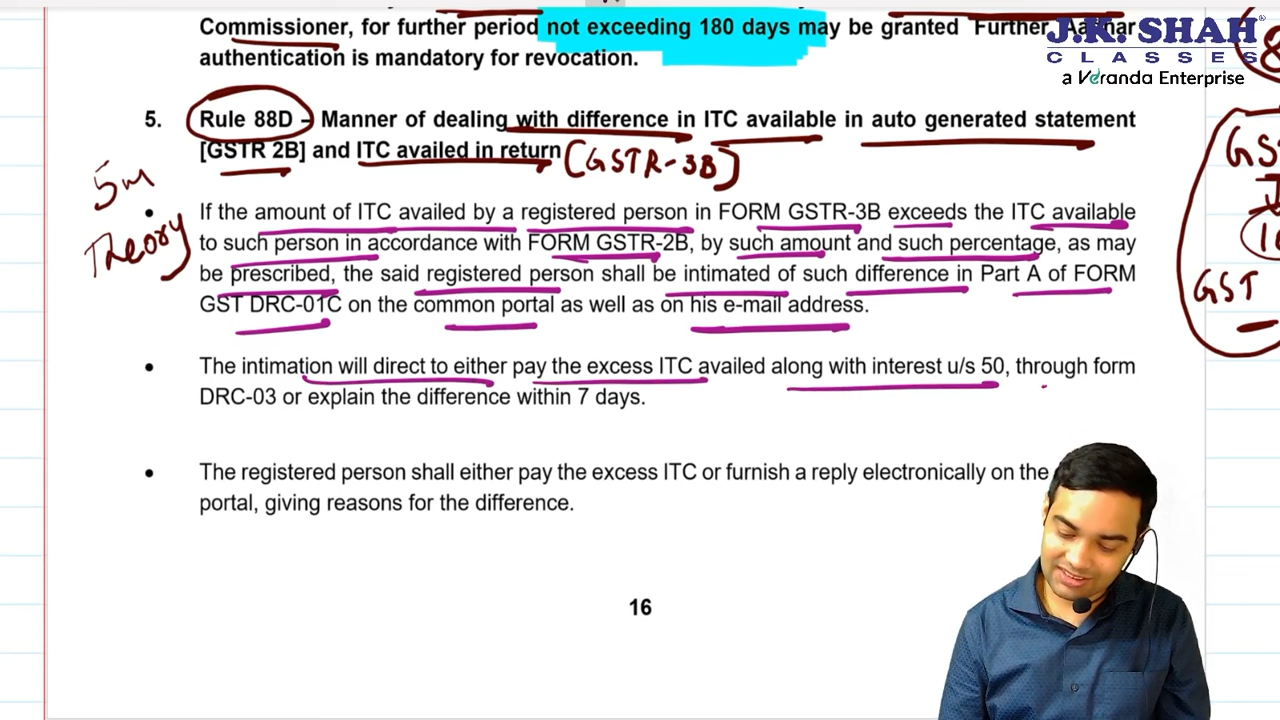 Commissioner, for further period not exceeding 180 days may be granted Further, Aa
authentication is mandatory for revocation.
J.K. SHAH
CLASSES
a Veranda Enterprise
5. Rule 88D – Manner of dealing with difference in ITC available in auto generated statement
[GSTR 2B] and ITC availed in return [GSTR-3B]
5m
Theory
• If the amount of ITC availed by a registered person in FORM GSTR-3B exceeds the ITC available
to such person in accordance with FORM GSTR-2B, by such amount and such percentage, as may
be prescribed, the said registered person shall be intimated of such difference in Part A of FORM
GST DRC-01C on the common portal as well as on his e-mail address.
GS
GST
• The intimation will direct to either pay the excess ITC availed along with interest u/s 50, through form
DRC-03 or explain the difference within 7 days.
• The registered person shall either pay the excess ITC or furnish a reply electronically on the
portal, giving reasons for the difference.
16